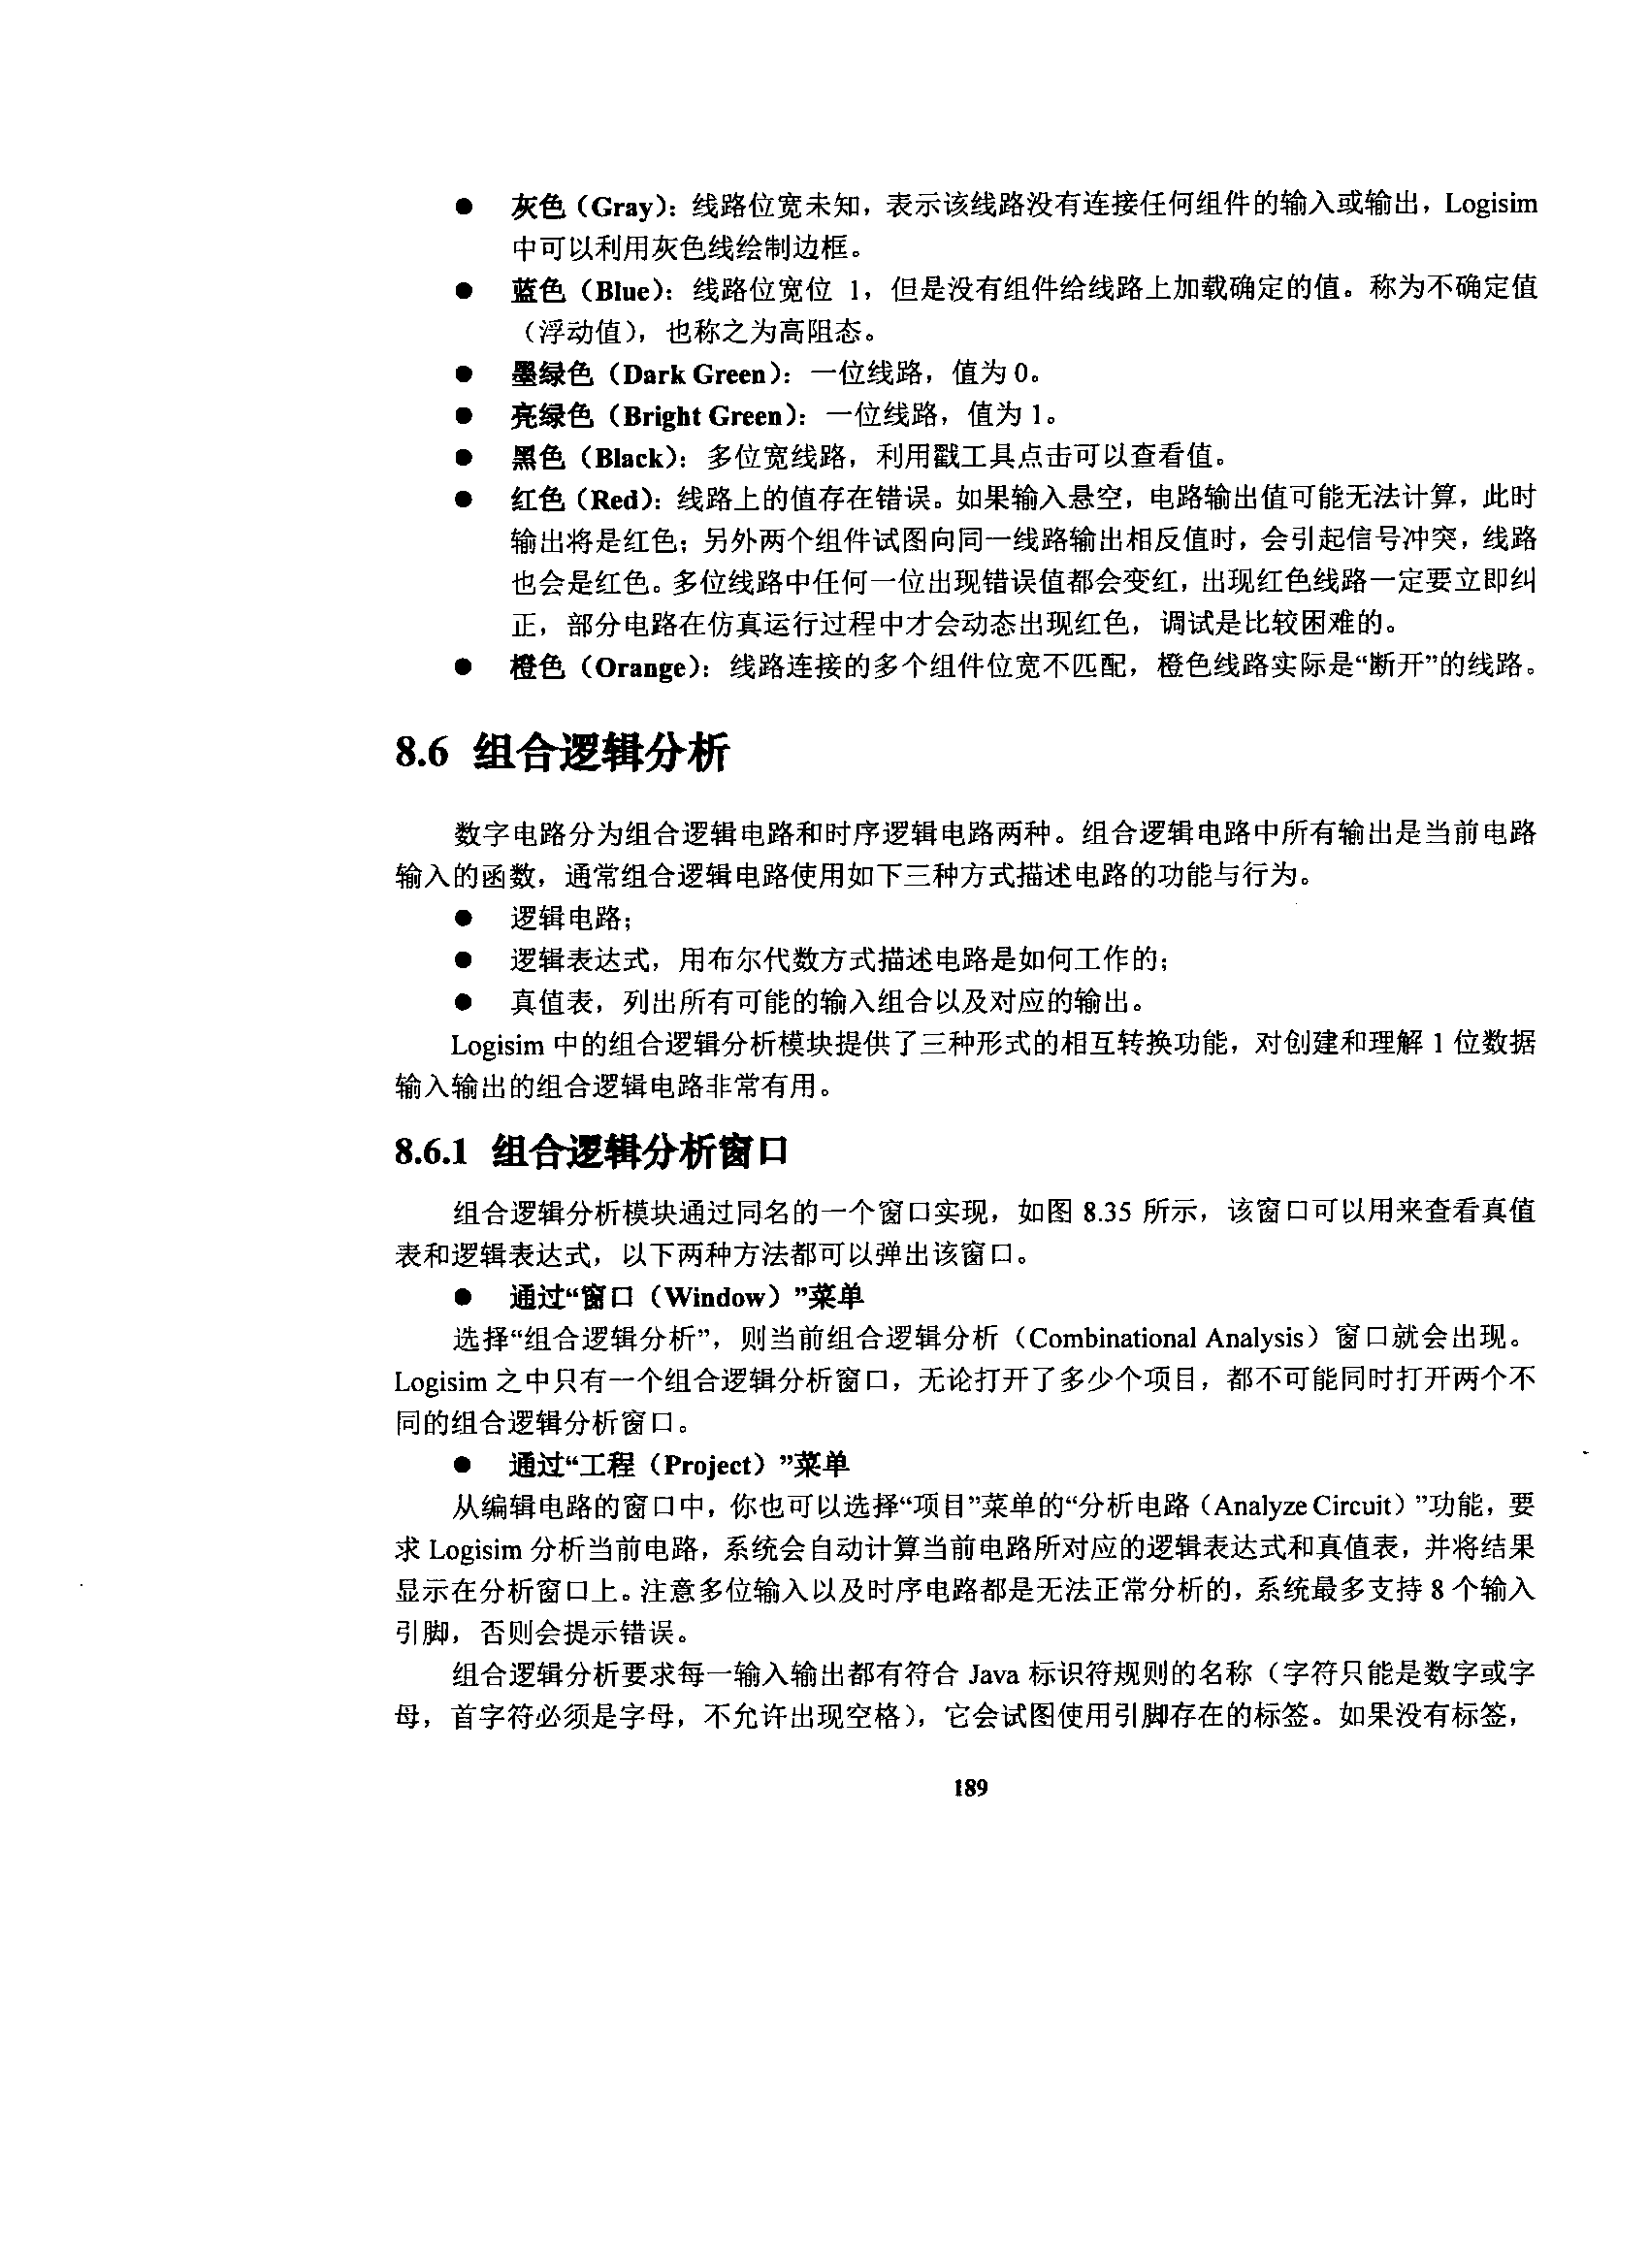 ● 灰色（Gray）：线路位宽未知，表示该线路没有连接任何组件的输入或输出，Logisim
中可以利用灰色线绘制边框。
● 蓝色（Blue）：线路位宽位 1，但是没有组件给线路上加载确定的值。称为不确定值
（浮动值），也称之为高阻态。
● 墨绿色（Dark Green）：一位线路，值为 0。
● 亮绿色（Bright Green）：一位线路，值为 1。
● 黑色（Black）：多位宽线路，利用戳工具点击可以查看值。
● 红色（Red）：线路上的值存在错误。如果输入悬空，电路输出值可能无法计算，此时
输出将是红色；另外两个组件试图向同一线路输出相反值时，会引起信号冲突，线路
也会是红色。多位线路中任何一位出现错误值都会变红，出现红色线路一定要立即纠
正，部分电路在仿真运行过程中才会动态出现红色，调试是比较困难的。
● 橙色（Orange）：线路连接的多个组件位宽不匹配，橙色线路实际是“断开”的线路。
8.6 组合逻辑分析
数字电路分为组合逻辑电路和时序逻辑电路两种。组合逻辑电路中所有输出是当前电路
输入的函数，通常组合逻辑电路使用如下三种方式描述电路的功能与行为。
● 逻辑电路；
● 逻辑表达式，用布尔代数方式描述电路是如何工作的；
● 真值表，列出所有可能的输入组合以及对应的输出。
Logisim 中的组合逻辑分析模块提供了三种形式的相互转换功能，对创建和理解 1 位数据
输入输出的组合逻辑电路非常有用。
8.6.1 组合逻辑分析窗口
组合逻辑分析模块通过同名的一个窗口实现，如图 8.35 所示，该窗口可以用来查看真值
表和逻辑表达式，以下两种方法都可以弹出该窗口。
● 通过“窗口（Window）”菜单
选择“组合逻辑分析”，则当前组合逻辑分析（Combinational Analysis）窗口就会出现。
Logisim 之中只有一个组合逻辑分析窗口，无论打开了多少个项目，都不可能同时打开两个不
同的组合逻辑分析窗口。
● 通过“工程（Project）”菜单
从编辑电路的窗口中，你也可以选择“项目”菜单的“分析电路（Analyze Circuit）”功能，要
求 Logisim 分析当前电路，系统会自动计算当前电路所对应的逻辑表达式和真值表，并将结果
显示在分析窗口上。注意多位输入以及时序电路都是无法正常分析的，系统最多支持 8 个输入
引脚，否则会提示错误。
组合逻辑分析要求每一输入输出都有符合 Java 标识符规则的名称（字符只能是数字或字
母，首字符必须是字母，不允许出现空格），它会试图使用引脚存在的标签。如果没有标签，
189